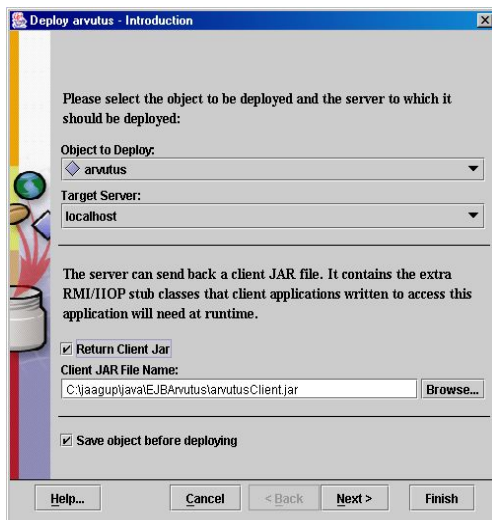 Deploy arvutus - Introduction
Please select the object to be deployed and the server to which it
should be deployed:
Object to Deploy:
arvutus
Target Server:
localhost
The server can send back a client JAR file. It contains the extra
RMI/IIOP stub classes that client applications written to access this
application will need at runtime.
Return Client Jar
Client JAR File Name:
C:\jaagup\java\EJBArvutus\arvutusClient.jar Browse...
Save object before deploying
Help... Cancel < Back Next > Finish